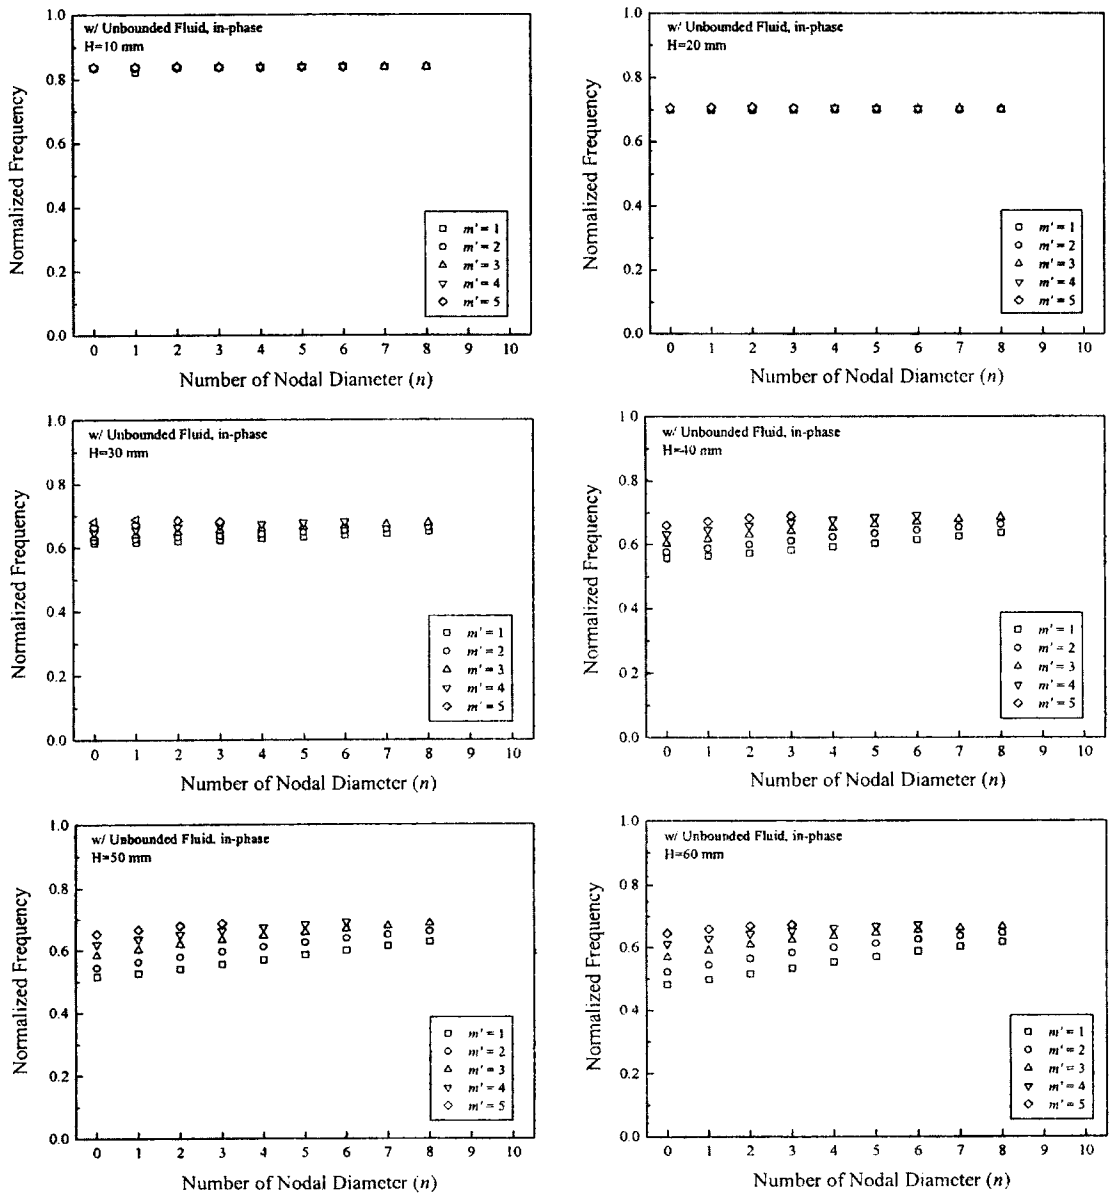 w/ Unbounded Fluid, in-phase
H=10 mm
Normalized Frequency
1.0
0.8
0.6
0.4
0.2
0.0
m' = 1
m' = 2
m' = 3
m' = 4
m' = 5
0 1 2 3 4 5 6 7 8 9 10
Number of Nodal Diameter (n)
w/ Unbounded Fluid, in-phase
H=20 mm
Normalized Frequency
1.0
0.8
0.6
0.4
0.2
0.0
m' = 1
m' = 2
m' = 3
m' = 4
m' = 5
0 1 2 3 4 5 6 7 8 9 10
Number of Nodal Diameter (n)
w/ Unbounded Fluid, in-phase
H=30 mm
Normalized Frequency
1.0
0.8
0.6
0.4
0.2
0.0
m' = 1
m' = 2
m' = 3
m' = 4
m' = 5
0 1 2 3 4 5 6 7 8 9 10
Number of Nodal Diameter (n)
w/ Unbounded Fluid, in-phase
H=40 mm
Normalized Frequency
1.0
0.8
0.6
0.4
0.2
0.0
m' = 1
m' = 2
m' = 3
m' = 4
m' = 5
0 1 2 3 4 5 6 7 8 9 10
Number of Nodal Diameter (n)
w/ Unbounded Fluid, in-phase
H=50 mm
Normalized Frequency
1.0
0.8
0.6
0.4
0.2
0.0
m' = 1
m' = 2
m' = 3
m' = 4
m' = 5
0 1 2 3 4 5 6 7 8 9 10
Number of Nodal Diameter (n)
w/ Unbounded Fluid, in-phase
H=60 mm
Normalized Frequency
1.0
0.8
0.6
0.4
0.2
0.0
m' = 1
m' = 2
m' = 3
m' = 4
m' = 5
0 1 2 3 4 5 6 7 8 9 10
Number of Nodal Diameter (n)